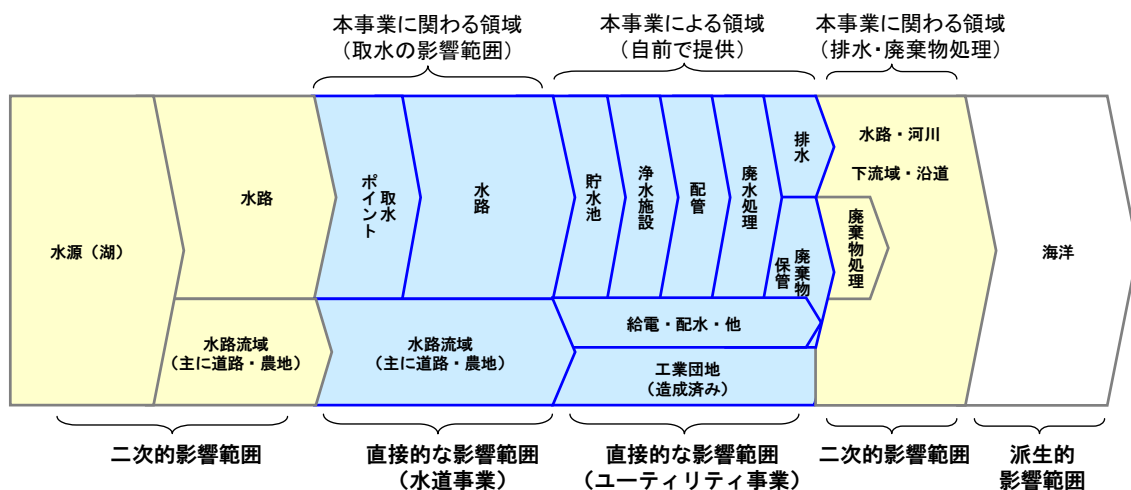 本事業に関わる領域
(取水の影響範囲)
本事業による領域
(自前で提供)
本事業に関わる領域
(排水・廃棄物処理)
水源(湖)
水路
水路流域
(主に道路・農地)
取水
ポイント
水路
水路流域
(主に道路・農地)
貯水池
浄水施設
配管
廃水処理
排水
廃棄物
保管
給電・配水・他
工業団地
(造成済み)
水路・河川
下流域・沿道
廃棄物処理
海洋
二次的影響範囲
直接的な影響範囲
(水道事業)
直接的な影響範囲
(ユーティリティ事業)
二次的影響範囲
派生的
影響範囲